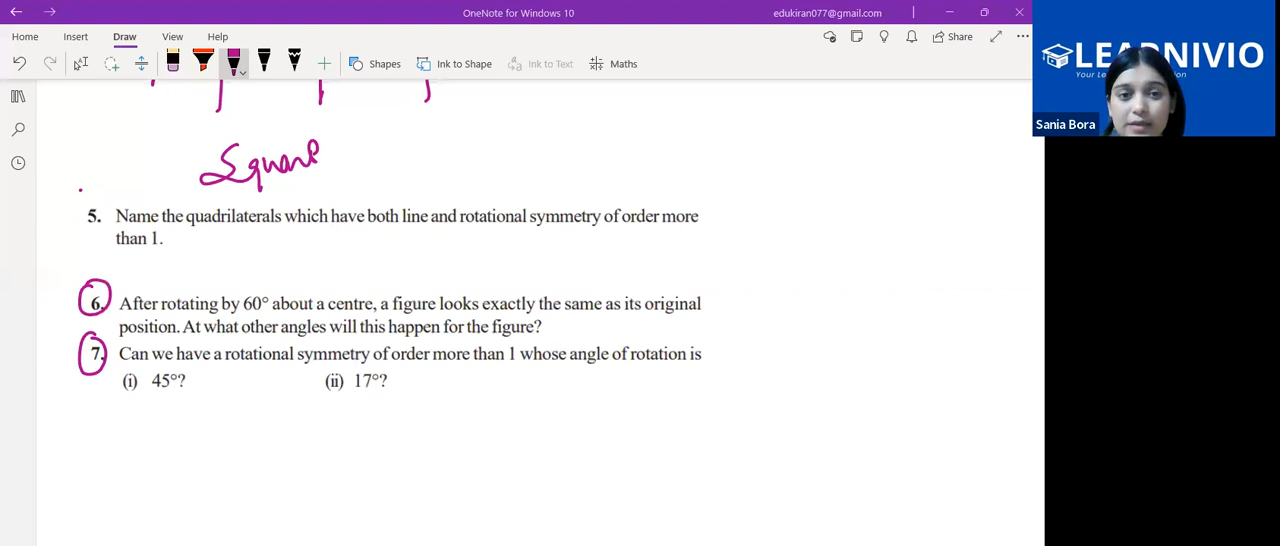 OneNote for Windows 10
edukiran077@gmail.com
Home Insert Draw View Help
Share
Shapes Ink to Shape Ink to Text Maths
LEARNIVIO
Sania Bora
Square
5. Name the quadrilaterals which have both line and rotational symmetry of order more
than 1.
6. After rotating by 60° about a centre, a figure looks exactly the same as its original
position. At what other angles will this happen for the figure?
7. Can we have a rotational symmetry of order more than 1 whose angle of rotation is
(i) 45°? (ii) 17°?